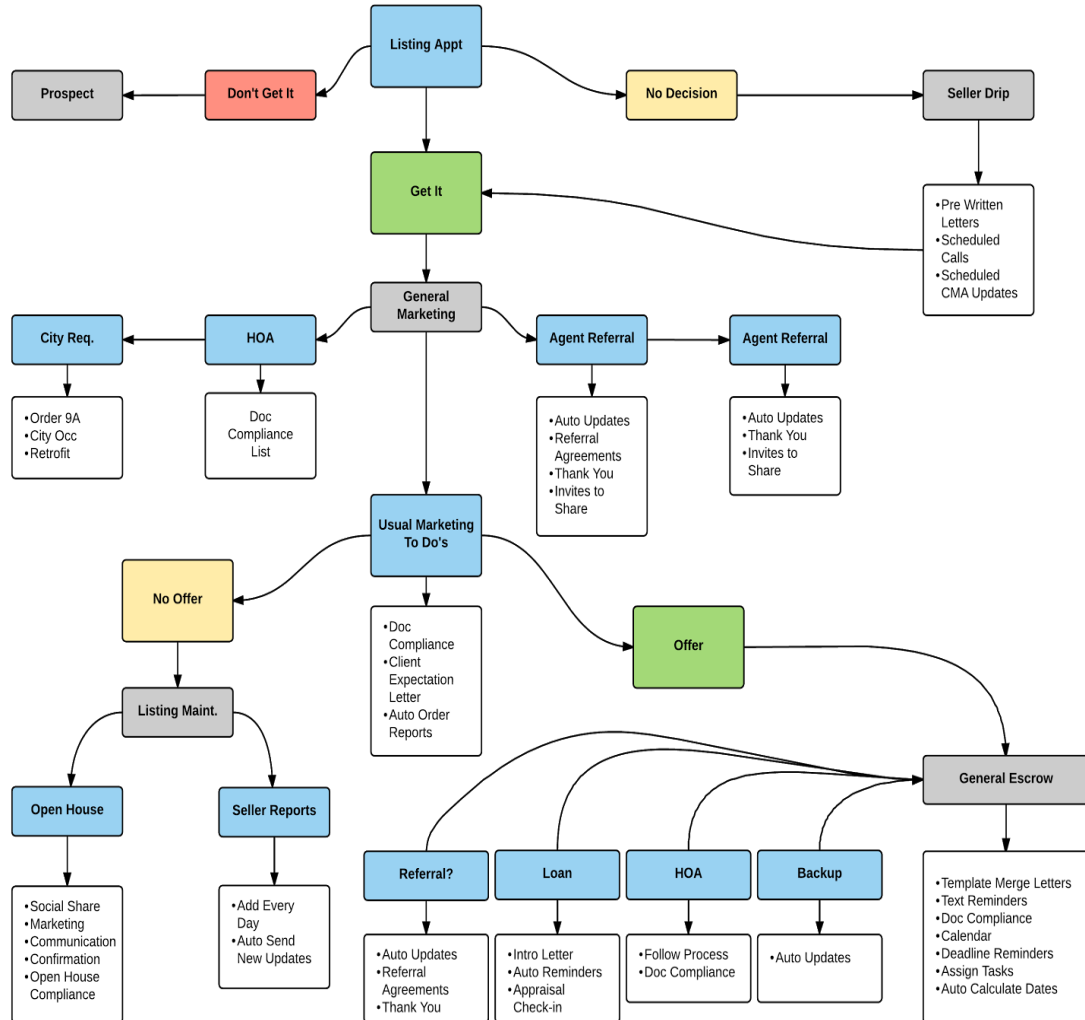 Listing Appt
Prospect
Don't Get It
No Decision
Seller Drip
Get It
•Pre Written
Letters
•Scheduled
Calls
•Scheduled
CMA Updates
General
Marketing
City Req.
HOA
Agent Referral
Agent Referral
•Order 9A
•City Occ
•Retrofit
Doc
Compliance
List
•Auto Updates
•Referral
Agreements
•Thank You
•Invites to
Share
•Auto Updates
•Thank You
•Invites to
Share
Usual Marketing
To Do's
No Offer
•Doc
Compliance
•Client
Expectation
Letter
•Auto Order
Reports
Offer
Listing Maint.
General Escrow
Open House
Seller Reports
Referral?
Loan
HOA
Backup
•Social Share
•Marketing
•Communication
•Confirmation
•Open House
Compliance
•Add Every
Day
•Auto Send
New Updates
•Auto Updates
•Referral
Agreements
•Thank You
•Intro Letter
•Auto Reminders
•Appraisal
Check-in
•Follow Process
•Doc Compliance
•Auto Updates
•Template Merge Letters
•Text Reminders
•Doc Compliance
•Calendar
•Deadline Reminders
•Assign Tasks
•Auto Calculate Dates